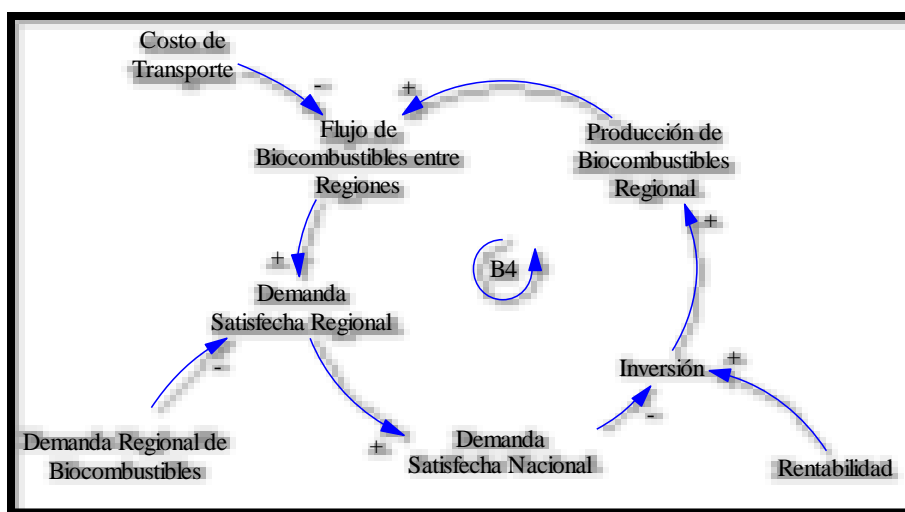 Costo de
Transporte
-
+
Flujo de
Biocombustibles entre
Regiones
Producción de
Biocombustibles
Regional
+
+
B4
Demanda
Satisfecha Regional
-
Inversión
+
-
Demanda Regional de
Biocombustibles
+
Demanda
Satisfecha Nacional
Rentabilidad